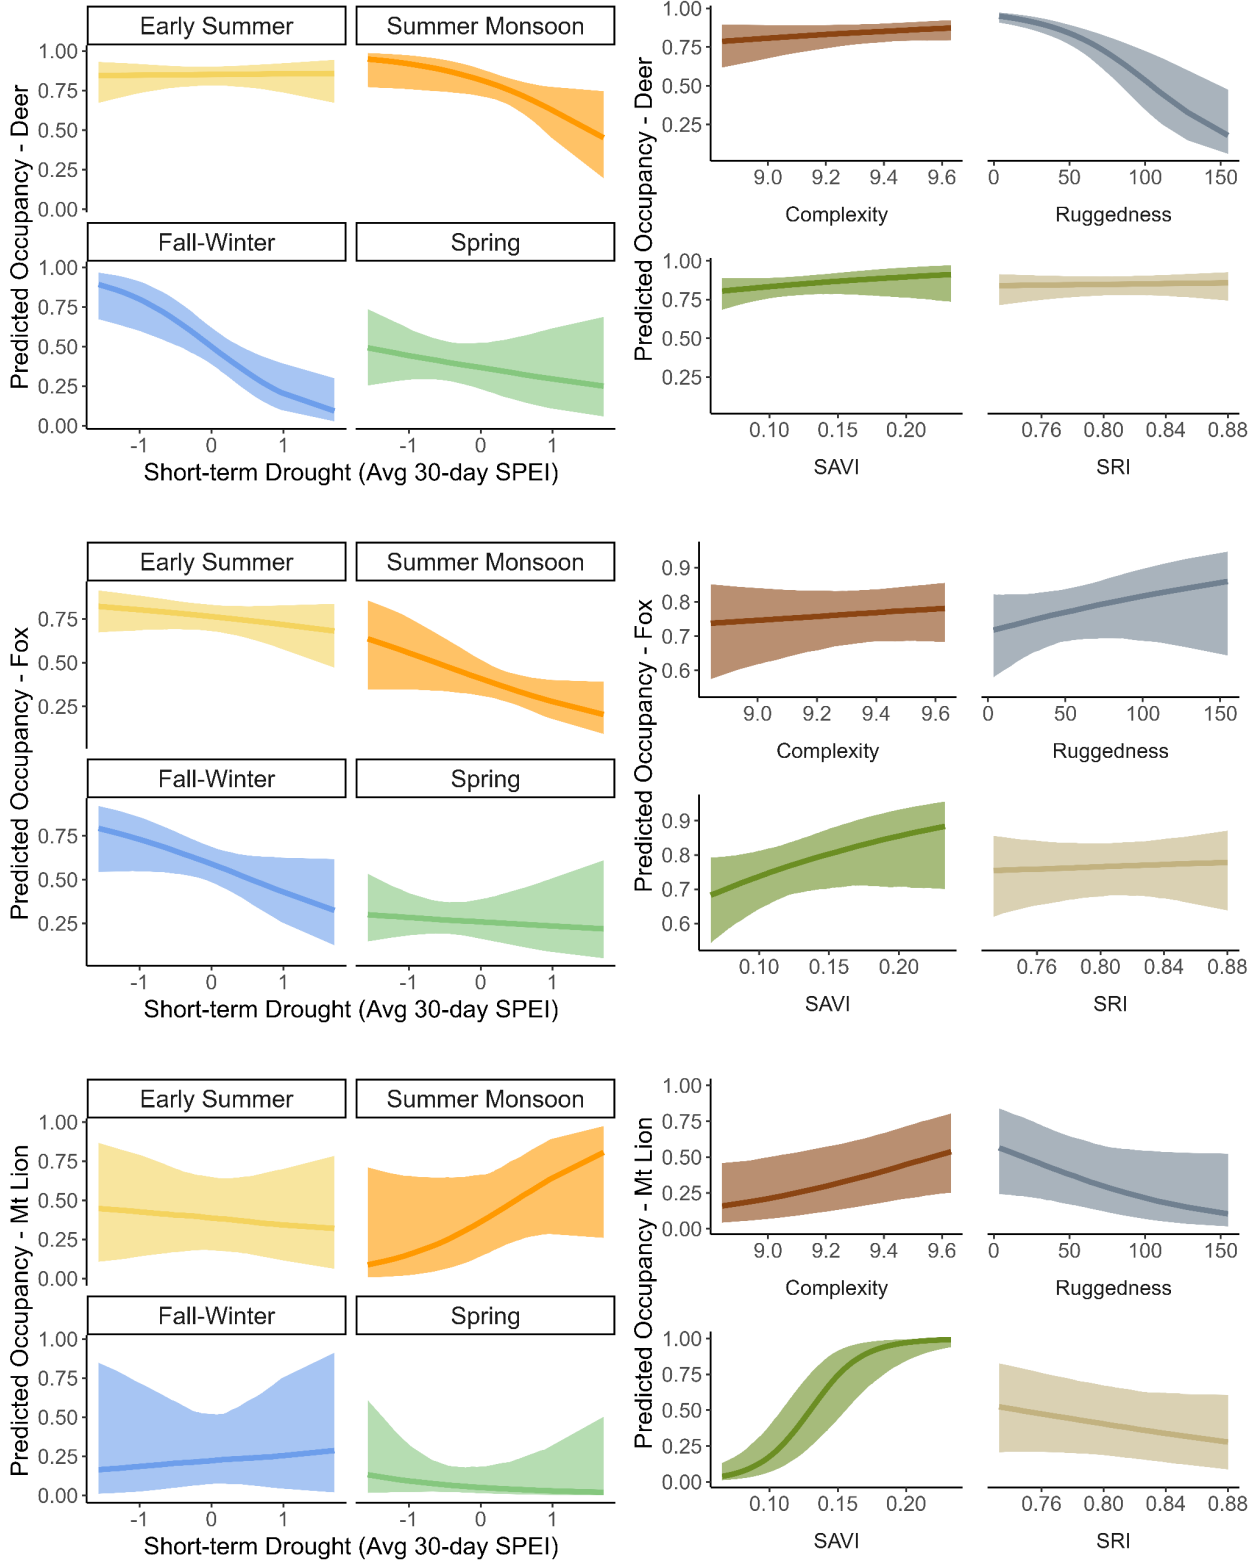 Predicted Occupancy - Deer
Early Summer
Summer Monsoon
1.00
0.75
0.50
0.25
0.00
Fall-Winter
Spring
1.00
0.75
0.50
0.25
0.00
-1 0 1
-1 0 1
Short-term Drought (Avg 30-day SPEI)
Predicted Occupancy - Deer
1.00
0.75
0.50
0.25
9.0 9.2 9.4 9.6
Complexity
0 50 100 150
Ruggedness
1.00
0.75
0.50
0.25
0.10 0.15 0.20
SAVI
0.76 0.80 0.84 0.88
SRI
Predicted Occupancy - Fox
Early Summer
Summer Monsoon
0.75
0.50
0.25
Fall-Winter
Spring
0.75
0.50
0.25
-1 0 1
-1 0 1
Short-term Drought (Avg 30-day SPEI)
Predicted Occupancy - Fox
0.9
0.8
0.7
0.6
9.0 9.2 9.4 9.6
Complexity
0 50 100 150
Ruggedness
0.9
0.8
0.7
0.6
0.10 0.15 0.20
SAVI
0.76 0.80 0.84 0.88
SRI
Predicted Occupancy - Mt Lion
Early Summer
Summer Monsoon
1.00
0.75
0.50
0.25
0.00
Fall-Winter
Spring
1.00
0.75
0.50
0.25
0.00
-1 0 1
-1 0 1
Short-term Drought (Avg 30-day SPEI)
Predicted Occupancy - Mt Lion
1.00
0.75
0.50
0.25
0.00
9.0 9.2 9.4 9.6
Complexity
0 50 100 150
Ruggedness
1.00
0.75
0.50
0.25
0.00
0.10 0.15 0.20
SAVI
0.76 0.80 0.84 0.88
SRI